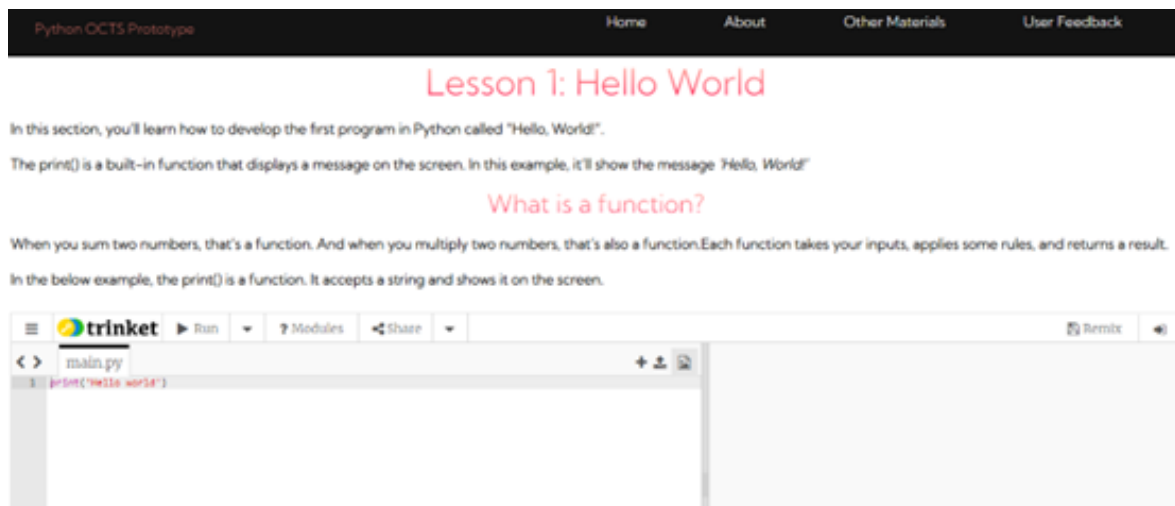 Python OCTS Prototype Home About Other Materials User Feedback
Lesson 1: Hello World
In this section, you'll learn how to develop the first program in Python called "Hello, World!".
The print() is a built-in function that displays a message on the screen. In this example, it'll show the message 'Hello, World!'
What is a function?
When you sum two numbers, that's a function. And when you multiply two numbers, that's also a function.Each function takes your inputs, applies some rules, and returns a result.
In the below example, the print() is a function. It accepts a string and shows it on the screen.
trinket Run ? Modules Share Remix
main.py
1 print('Hello world')